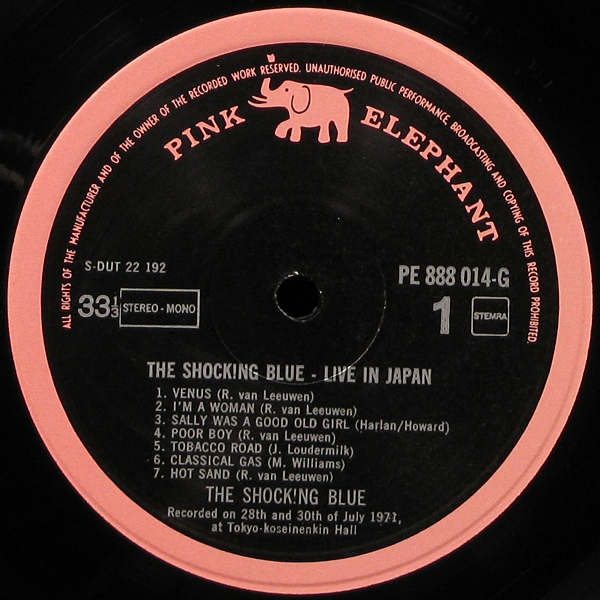 ALL RIGHTS OF THE MANUFACTURER AND OF THE OWNER OF THE RECORDED WORK RESERVED. UNAUTHORISED PUBLIC PERFORMANCE, BROADCASTING AND COPYING OF THIS RECORD PROHIBITED.
PINK ELEPHANT
S-DUT 22 192
PE 888 014-G
33⅓ STEREO - MONO
1 STEMRA
THE SHOCKING BLUE - LIVE IN JAPAN
1. VENUS (R. van Leeuwen)
2. I'M A WOMAN (R. van Leeuwen)
3. SALLY WAS A GOOD OLD GIRL (Harlan/Howard)
4. POOR BOY (R. van Leeuwen)
5. TOBACCO ROAD (J. Loudermilk)
6. CLASSICAL GAS (M. Williams)
7. HOT SAND (R. van Leeuwen)
THE SHOCK!NG BLUE
Recorded on 28th and 30th of July 1971,
at Tokyo-koseinenkin Hall